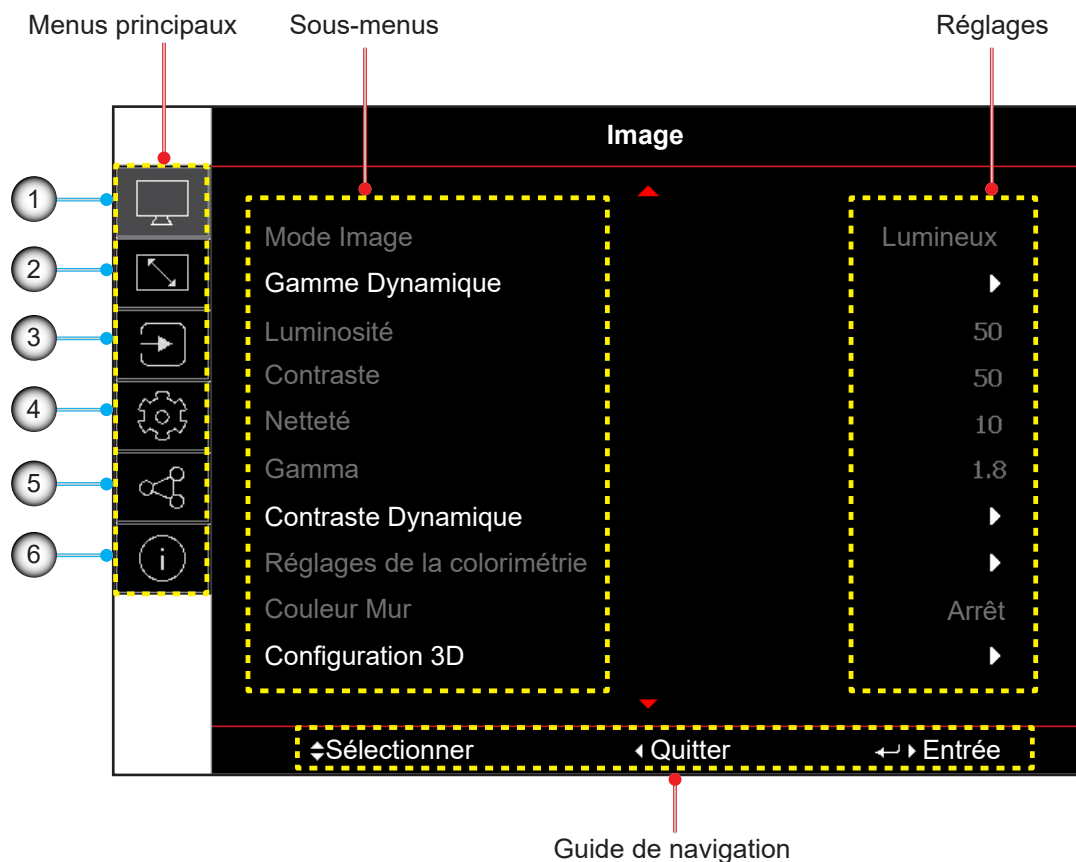 Menus principaux Sous-menus Réglages
Image
1
2
3
4
5
6
i
Mode Image Lumineux
Gamme Dynamique
Luminosité 50
Contraste 50
Netteté 10
Gamma 1.8
Contraste Dynamique
Réglages de la colorimétrie
Couleur Mur Arrêt
Configuration 3D
Sélectionner Quitter Entrée
Guide de navigation